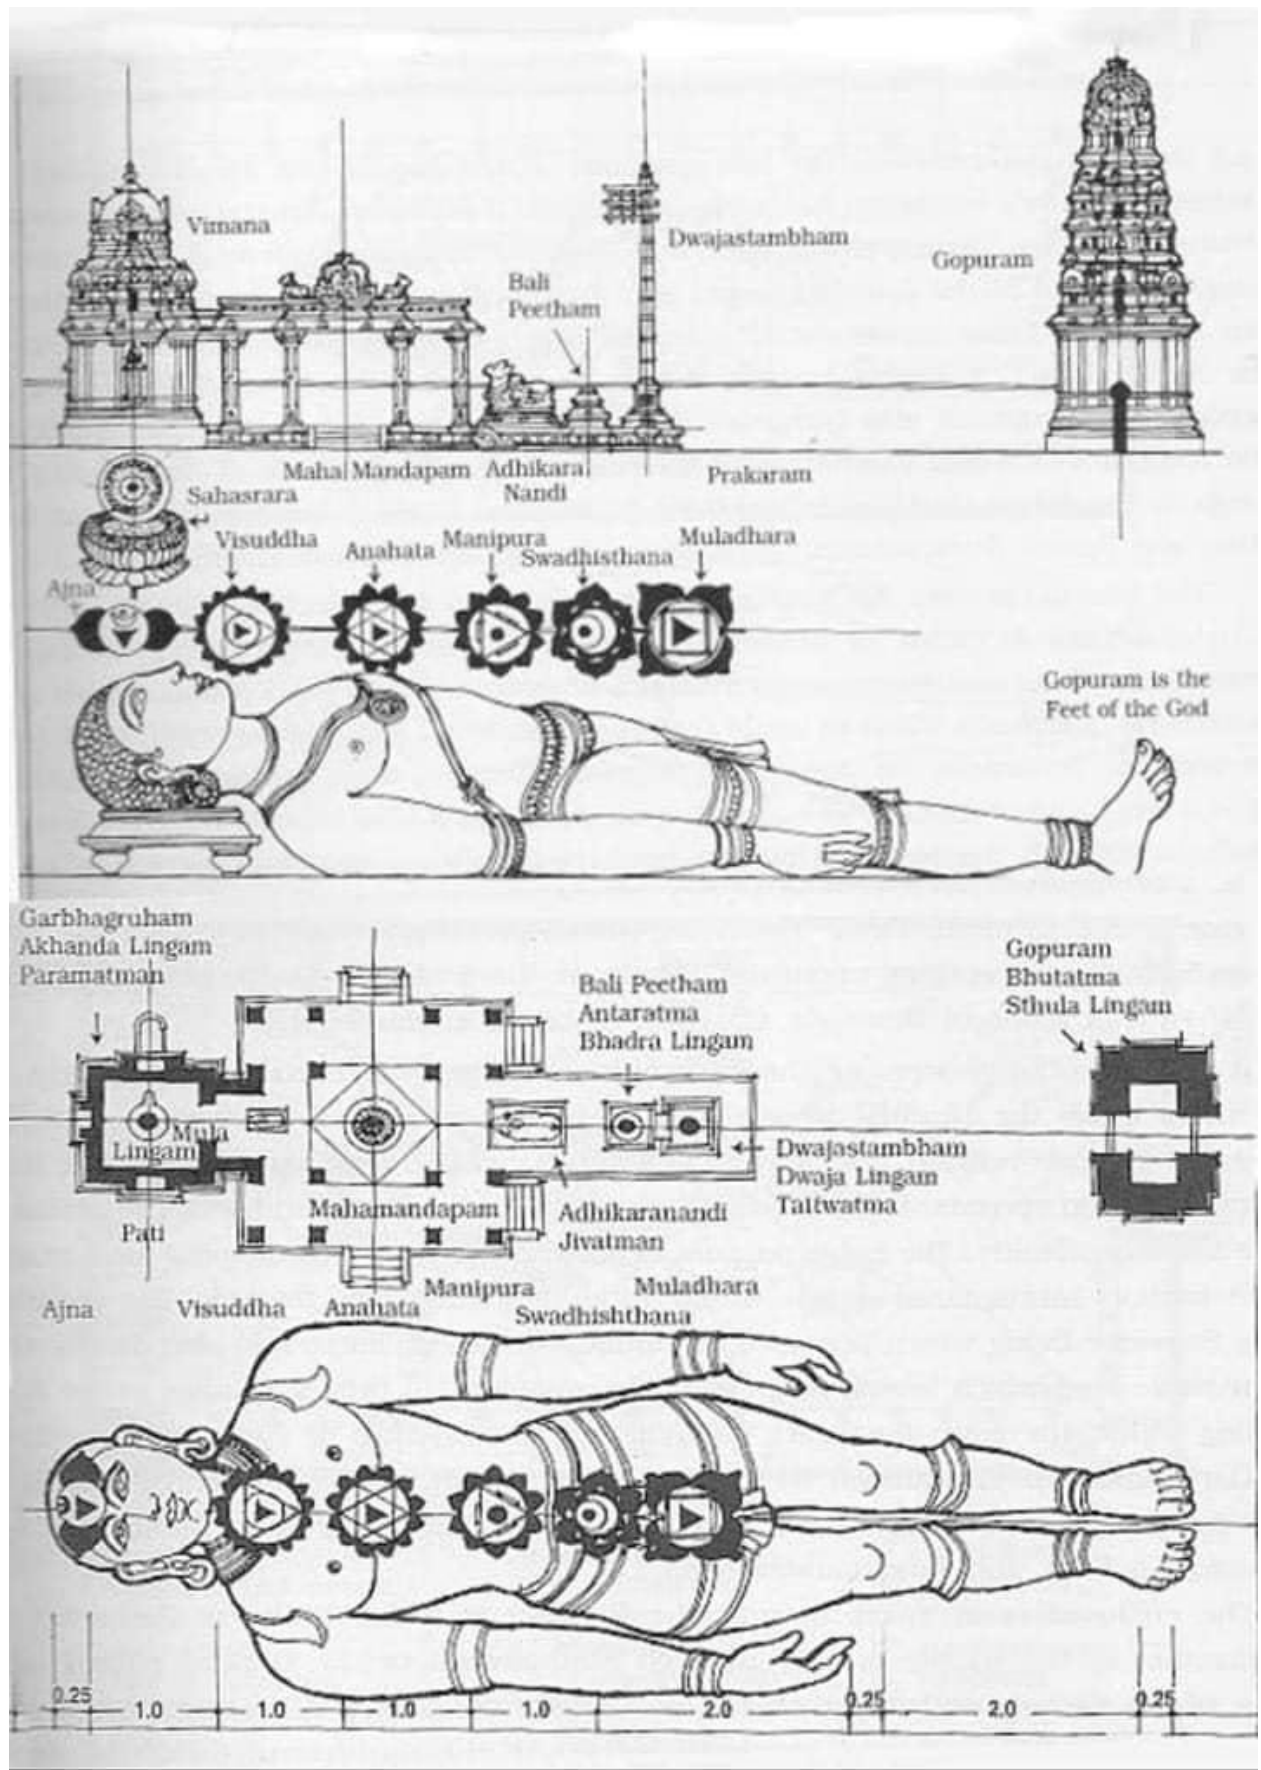 Vimana
Dwajastambham
Gopuram
Bali
Peetham
Maha Mandapam
Adhikara
Nandi
Prakaram
Sahasrara
Visuddha
Anahata
Manipura
Swadhisthana
Muladhara
Ajna
Gopuram is the
Feet of the God
Garbhagruham
Akhanda Lingam
Paramatman
Gopuram
Bhutatma
Sthula Lingam
Bali Peetham
Antaratma
Bhadra Lingam
Mula
Lingam
Dwajastambham
Dwaja Lingam
Tattwatma
Mahamandapam
Adhikaranandi
Jivatman
Pati
Manipura
Muladhara
Ajna
Visuddha
Anahata
Swadhishthana
0.25
1.0
1.0
1.0
1.0
2.0
0.25
2.0
0.25